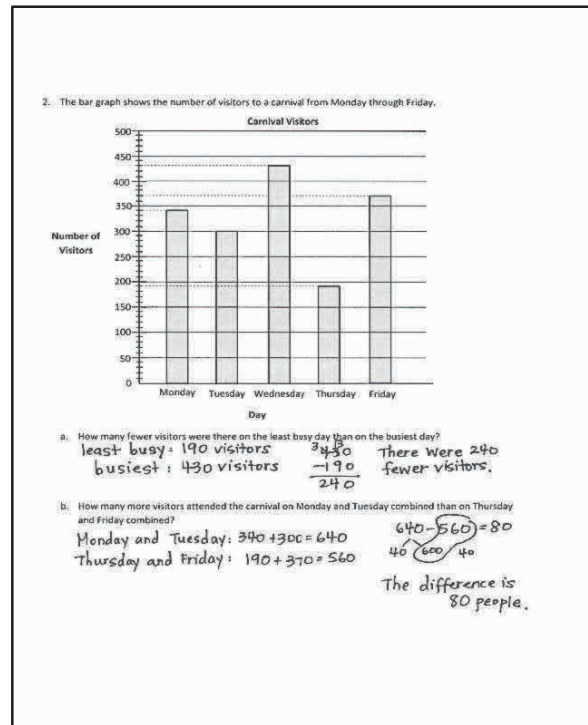 2. The bar graph shows the number of visitors to a carnival from Monday through Friday.
Carnival Visitors
500
450
400
350
Number of
Visitors
300
250
200
150
100
50
0
Monday Tuesday Wednesday Thursday Friday
Day
a. How many fewer visitors were there on the least busy day than on the busiest day?
least busy: 190 visitors
busiest: 430 visitors
3 13
430
-190
240
There were 240
fewer visitors.
b. How many more visitors attended the carnival on Monday and Tuesday combined than on Thursday
and Friday combined?
Monday and Tuesday: 340+300=640
Thursday and Friday: 190+370=560
640-560=80
40 600 40
The difference is
80 people.